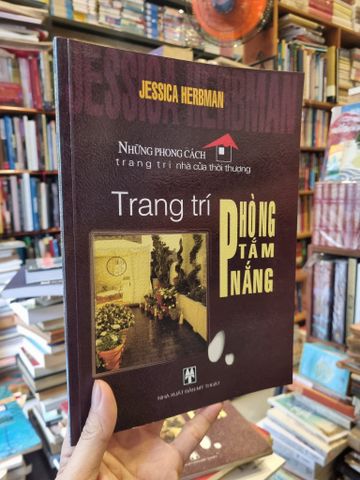 JESSICA HERBMAN
JESSICA HERBMAN
NHỮNG PHONG CÁCH
trang trí nhà của thời thượng
Trang trí
PHÒNG
TẮM
NẮNG
NHÀ XUẤT BẢN MỸ THUẬT